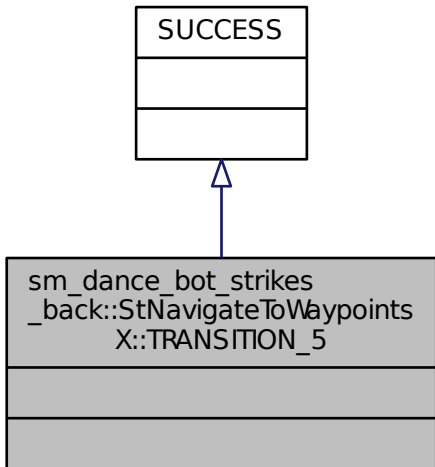 SUCCESS
sm_dance_bot_strikes
_back::StNavigateToWaypoints
X::TRANSITION_5